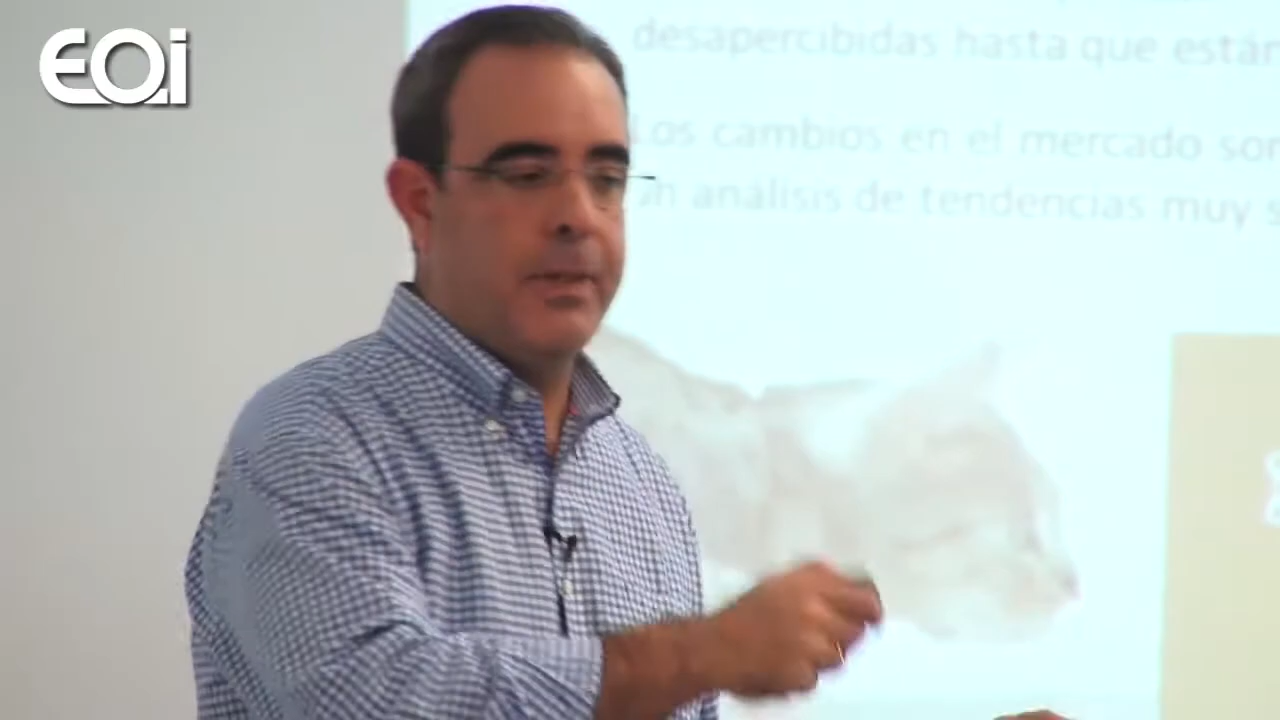 EOi
desapercibidas hasta que están
Los cambios en el mercado son
análisis de tendencias muy